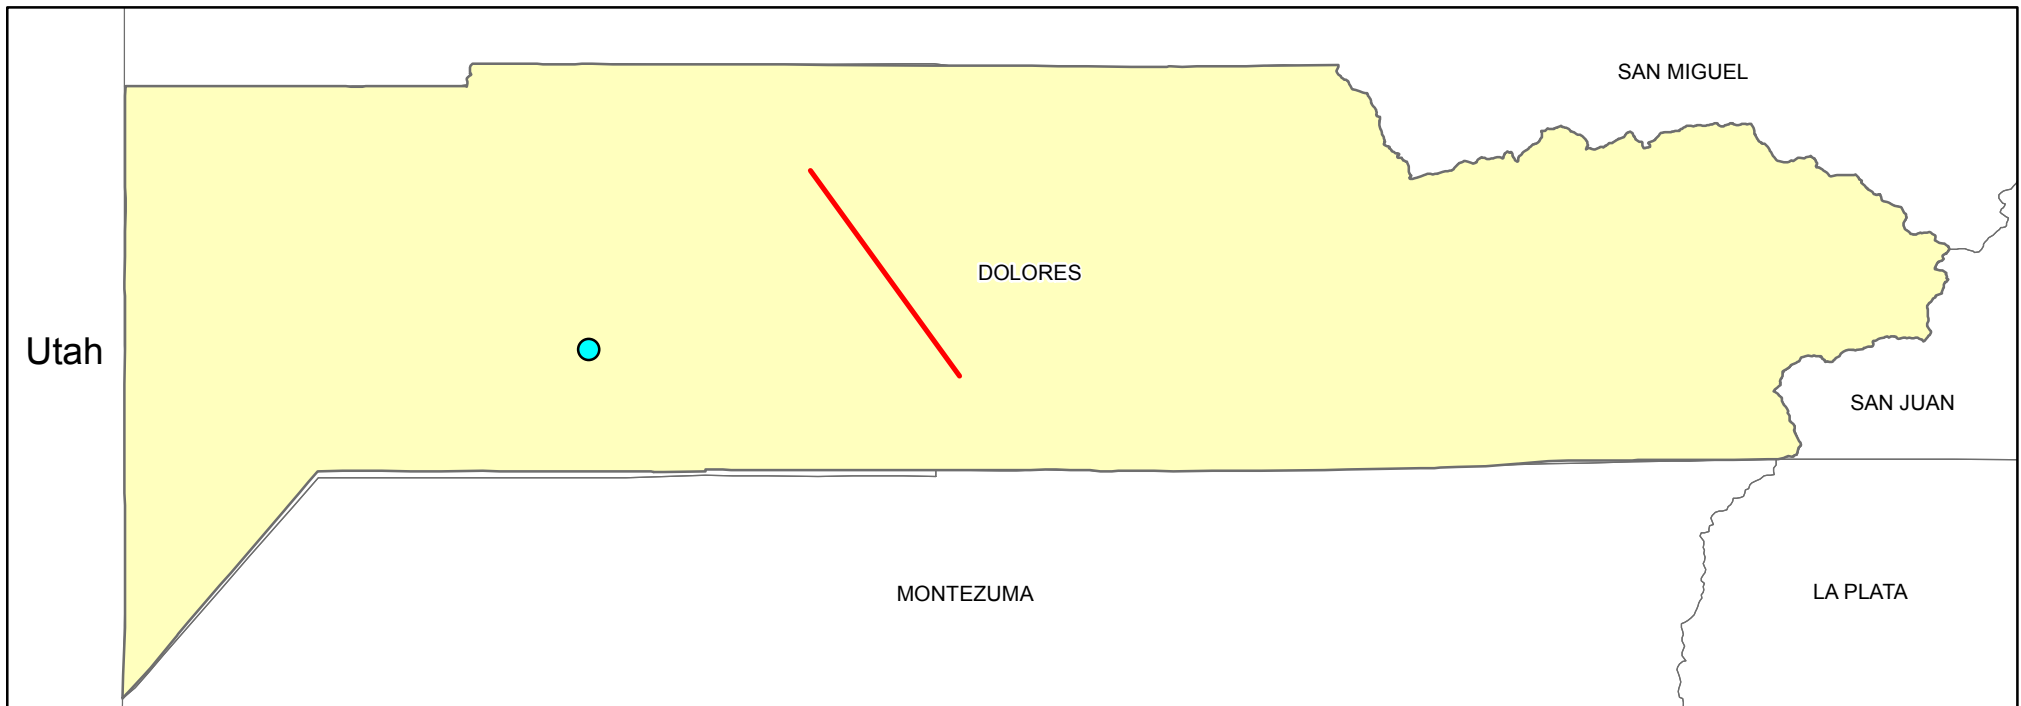 SAN MIGUEL
DOLORES
Utah
SAN JUAN
MONTEZUMA
LA PLATA